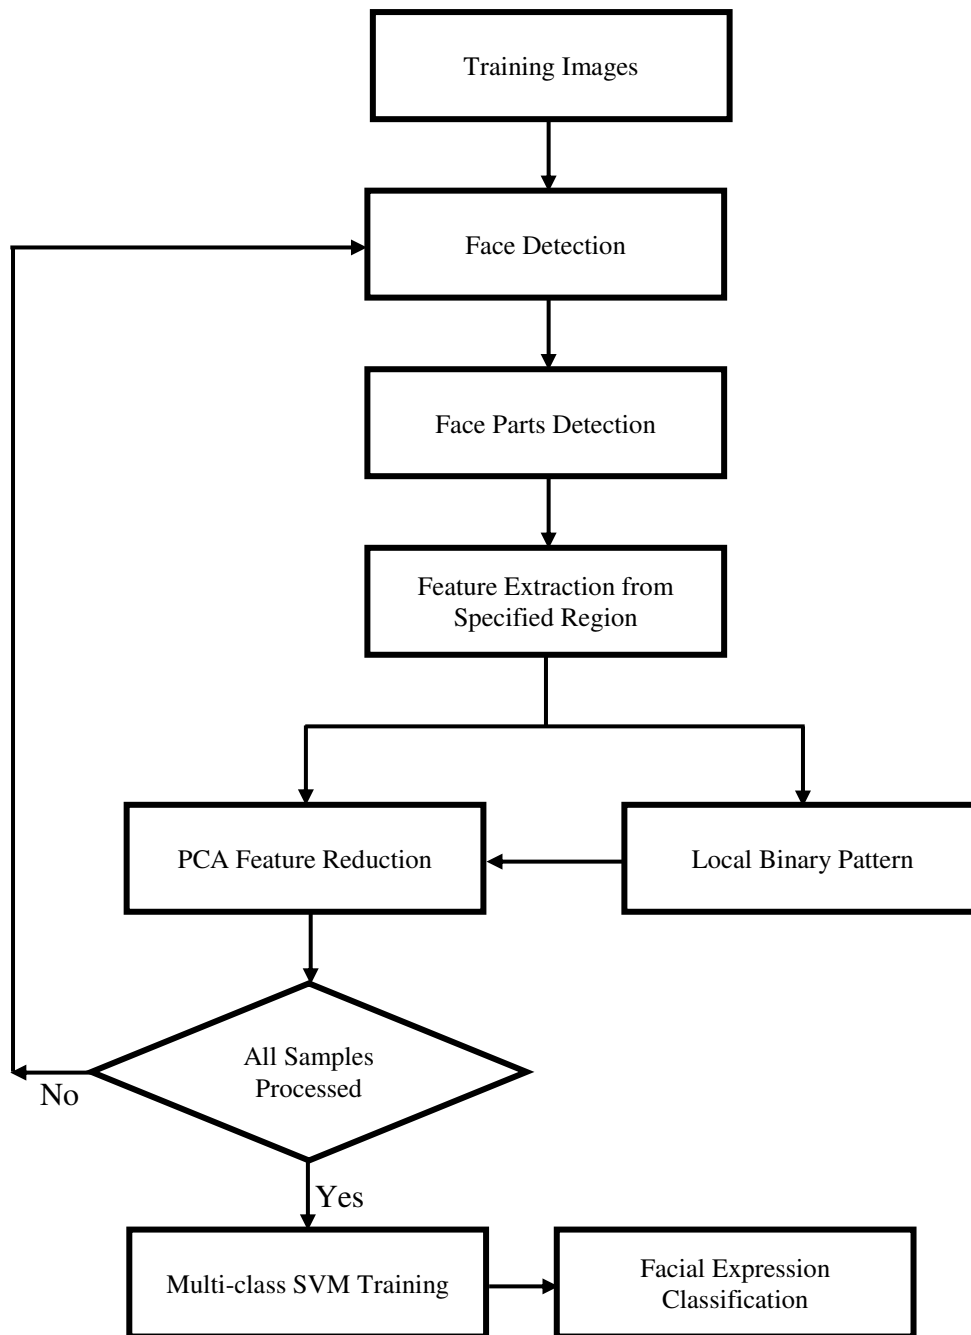 Training Images
Face Detection
Face Parts Detection
Feature Extraction from
Specified Region
PCA Feature Reduction
Local Binary Pattern
All Samples
Processed
No
Yes
Multi-class SVM Training
Facial Expression
Classification